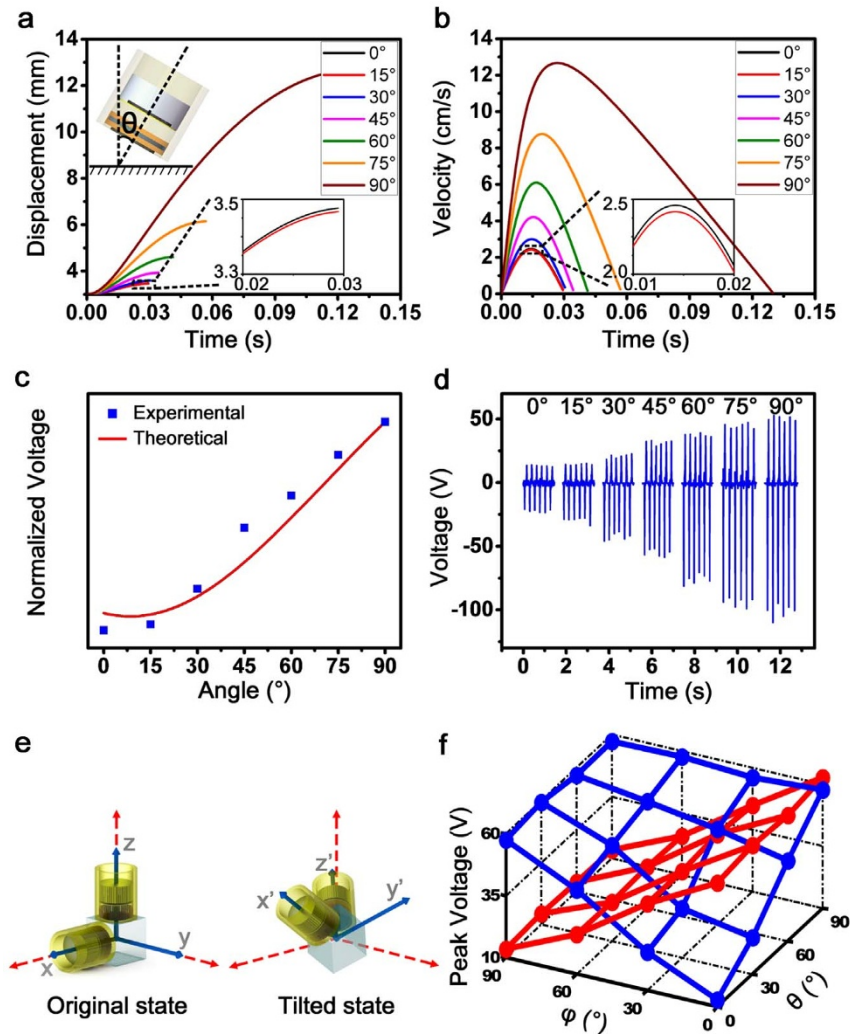 a
Displacement (mm)
14
12
10
8
6
4
0.00 0.03 0.06 0.09 0.12 0.15
Time (s)
θ
0°
15°
30°
45°
60°
75°
90°
3.5
3.3
0.02 0.03
b
Velocity (cm/s)
14
12
10
8
6
4
2
0
0.00 0.03 0.06 0.09 0.12 0.15
Time (s)
0°
15°
30°
45°
60°
75°
90°
2.5
2.0
0.01 0.02
c
Normalized Voltage
Experimental
Theoretical
0 15 30 45 60 75 90
Angle (°)
d
Voltage (V)
50
0
-50
-100
0° 15° 30° 45° 60° 75° 90°
0 2 4 6 8 10 12
Time (s)
e
z
x
y
Original state
z'
x'
y'
Tilted state
f
Peak Voltage (V)
60
35
10
90
60
30
0
φ (°)
0
30
60
90
θ (°)